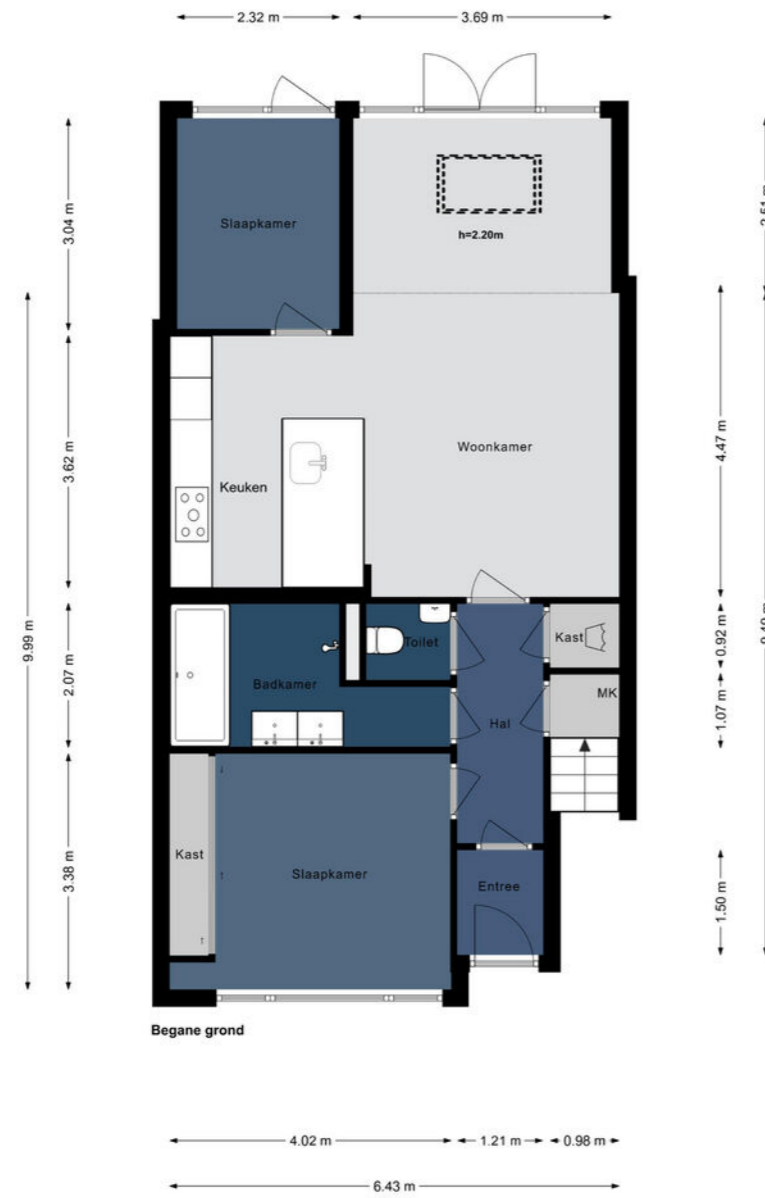 2.32 m
3.69 m
Slaapkamer
h=2.20m
3.04 m
9.99 m
3.62 m
4.47 m
Woonkamer
Keuken
Toilet
Kast
0.92 m
2.07 m
Badkamer
MK
1.07 m
Hal
Kast
Slaapkamer
Entree
3.38 m
1.50 m
Begane grond
4.02 m
1.21 m
0.98 m
6.43 m